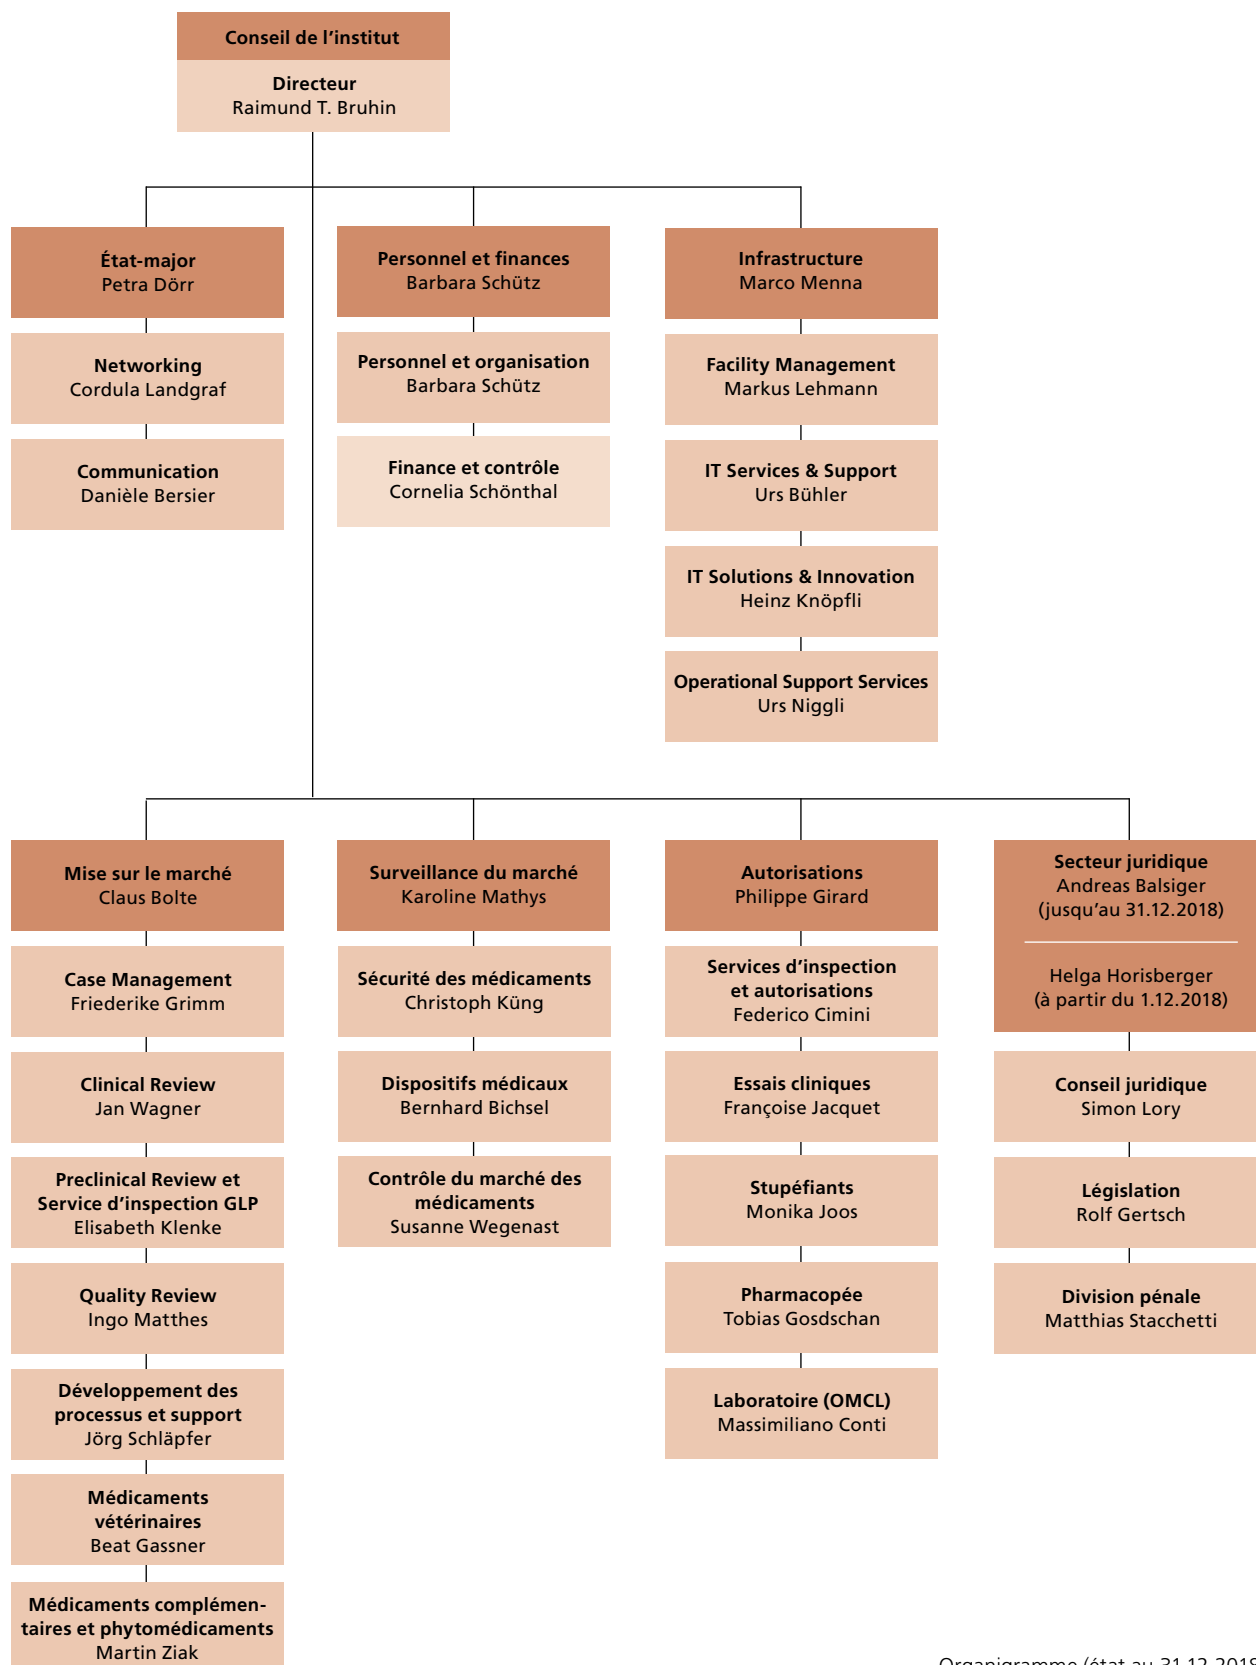 Conseil de l'institut
Directeur
Raimund T. Bruhin
État-major
Petra Dörr
Networking
Cordula Landgraf
Communication
Danièle Bersier
Personnel et finances
Barbara Schütz
Personnel et organisation
Barbara Schütz
Finance et contrôle
Cornelia Schönthal
Infrastructure
Marco Menna
Facility Management
Markus Lehmann
IT Services & Support
Urs Bühler
IT Solutions & Innovation
Heinz Knöpfli
Operational Support Services
Urs Niggli
Mise sur le marché
Claus Bolte
Case Management
Friederike Grimm
Clinical Review
Jan Wagner
Preclinical Review et
Service d'inspection GLP
Elisabeth Klenke
Quality Review
Ingo Matthes
Développement des
processus et support
Jörg Schläpfer
Médicaments
vétérinaires
Beat Gassner
Médicaments complémen-
taires et phytomédicaments
Martin Ziak
Surveillance du marché
Karoline Mathys
Sécurité des médicaments
Christoph Küng
Dispositifs médicaux
Bernhard Bichsel
Contrôle du marché des
médicaments
Susanne Wegenast
Autorisations
Philippe Girard
Services d'inspection
et autorisations
Federico Cimini
Essais cliniques
Françoise Jacquet
Stupéfiants
Monika Joos
Pharmacopée
Tobias Gosdschan
Laboratoire (OMCL)
Massimiliano Conti
Secteur juridique
Andreas Balsiger
(jusqu'au 31.12.2018)
Helga Horisberger
(à partir du 1.12.2018)
Conseil juridique
Simon Lory
Législation
Rolf Gertsch
Division pénale
Matthias Stacchetti
Organigramme (état au 31.12.2018